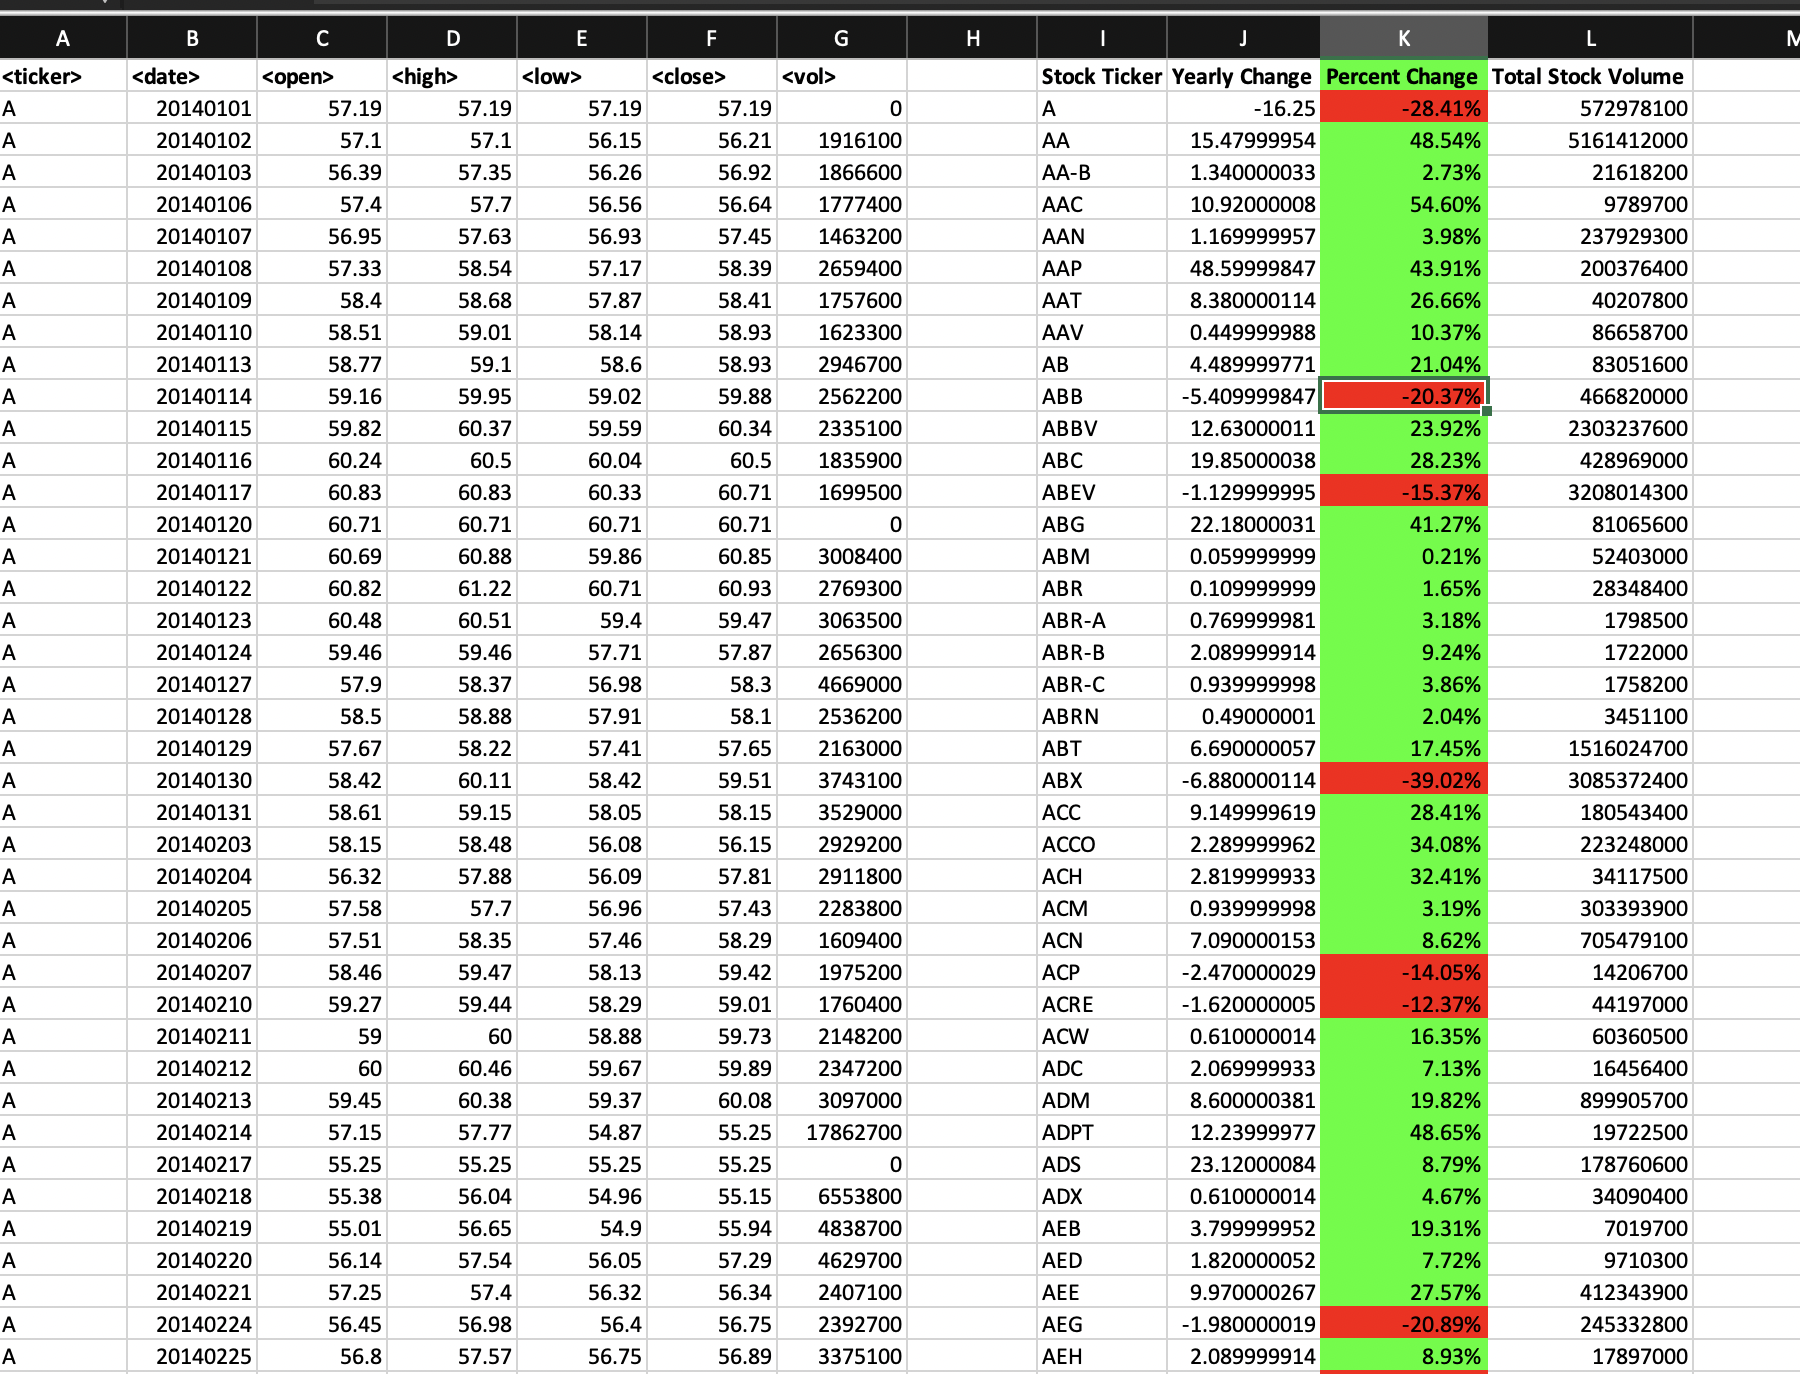 A B C D E F G H I J K L
<ticker> <date> <open> <high> <low> <close> <vol> Stock Ticker Yearly Change Percent Change Total Stock Volume
A 20140101 57.19 57.19 57.19 57.19 0 A -16.25 -28.41% 572978100
A 20140102 57.1 57.1 56.15 56.21 1916100 AA 15.47999954 48.54% 5161412000
A 20140103 56.39 57.35 56.26 56.92 1866600 AA-B 1.340000033 2.73% 21618200
A 20140106 57.4 57.7 56.56 56.64 1777400 AAC 10.92000008 54.60% 9789700
A 20140107 56.95 57.63 56.93 57.45 1463200 AAN 1.169999957 3.98% 237929300
A 20140108 57.33 58.54 57.17 58.39 2659400 AAP 48.59999847 43.91% 200376400
A 20140109 58.4 58.68 57.87 58.41 1757600 AAT 8.380000114 26.66% 40207800
A 20140110 58.51 59.01 58.14 58.93 1623300 AAV 0.449999988 10.37% 86658700
A 20140113 58.77 59.1 58.6 58.93 2946700 AB 4.489999771 21.04% 83051600
A 20140114 59.16 59.95 59.02 59.88 2562200 ABB -5.409999847 -20.37% 466820000
A 20140115 59.82 60.37 59.59 60.34 2335100 ABBV 12.63000011 23.92% 2303237600
A 20140116 60.24 60.5 60.04 60.5 1835900 ABC 19.85000038 28.23% 428969000
A 20140117 60.83 60.83 60.33 60.71 1699500 ABEV -1.129999995 -15.37% 3208014300
A 20140120 60.71 60.71 60.71 60.71 0 ABG 22.18000031 41.27% 81065600
A 20140121 60.69 60.88 59.86 60.85 3008400 ABM 0.059999999 0.21% 52403000
A 20140122 60.82 61.22 60.71 60.93 2769300 ABR 0.109999999 1.65% 28348400
A 20140123 60.48 60.51 59.4 59.47 3063500 ABR-A 0.769999981 3.18% 1798500
A 20140124 59.46 59.46 57.71 57.87 2656300 ABR-B 2.089999914 9.24% 1722000
A 20140127 57.9 58.37 56.98 58.3 4669000 ABR-C 0.939999998 3.86% 1758200
A 20140128 58.5 58.88 57.91 58.1 2536200 ABRN 0.49000001 2.04% 3451100
A 20140129 57.67 58.22 57.41 57.65 2163000 ABT 6.690000057 17.45% 1516024700
A 20140130 58.42 60.11 58.42 59.51 3743100 ABX -6.880000114 -39.02% 3085372400
A 20140131 58.61 59.15 58.05 58.15 3529000 ACC 9.149999619 28.41% 180543400
A 20140203 58.15 58.48 56.08 56.15 2929200 ACCO 2.289999962 34.08% 223248000
A 20140204 56.32 57.88 56.09 57.81 2911800 ACH 2.819999933 32.41% 34117500
A 20140205 57.58 57.7 56.96 57.43 2283800 ACM 0.939999998 3.19% 303393900
A 20140206 57.51 58.35 57.46 58.29 1609400 ACN 7.090000153 8.62% 705479100
A 20140207 58.46 59.47 58.13 59.42 1975200 ACP -2.470000029 -14.05% 14206700
A 20140210 59.27 59.44 58.29 59.01 1760400 ACRE -1.620000005 -12.37% 44197000
A 20140211 59 60 58.88 59.73 2148200 ACW 0.610000014 16.35% 60360500
A 20140212 60 60.46 59.67 59.89 2347200 ADC 2.069999933 7.13% 16456400
A 20140213 59.45 60.38 59.37 60.08 3097000 ADM 8.600000381 19.82% 899905700
A 20140214 57.15 57.77 54.87 55.25 17862700 ADPT 12.23999977 48.65% 19722500
A 20140217 55.25 55.25 55.25 55.25 0 ADS 23.12000084 8.79% 178760600
A 20140218 55.38 56.04 54.96 55.15 6553800 ADX 0.610000014 4.67% 34090400
A 20140219 55.01 56.65 54.9 55.94 4838700 AEB 3.799999952 19.31% 7019700
A 20140220 56.14 57.54 56.05 57.29 4629700 AED 1.820000052 7.72% 9710300
A 20140221 57.25 57.4 56.32 56.34 2407100 AEE 9.970000267 27.57% 412343900
A 20140224 56.45 56.98 56.4 56.75 2392700 AEG -1.980000019 -20.89% 245332800
A 20140225 56.8 57.57 56.75 56.89 3375100 AEH 2.089999914 8.93% 17897000